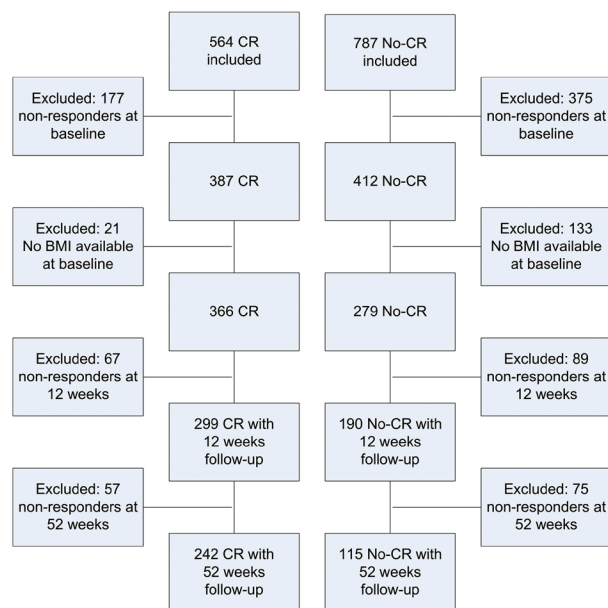 564 CR
included
787 No-CR
included
Excluded: 177
non-responders at
baseline
Excluded: 375
non-responders at
baseline
387 CR
412 No-CR
Excluded: 21
No BMI available
at baseline
Excluded: 133
No BMI available
at baseline
366 CR
279 No-CR
Excluded: 67
non-responders at
12 weeks
Excluded: 89
non-responders at
12 weeks
299 CR with
12 weeks
follow-up
190 No-CR with
12 weeks
follow-up
Excluded: 57
non-responders at
52 weeks
Excluded: 75
non-responders at
52 weeks
242 CR with
52 weeks
follow-up
115 No-CR with
52 weeks
follow-up